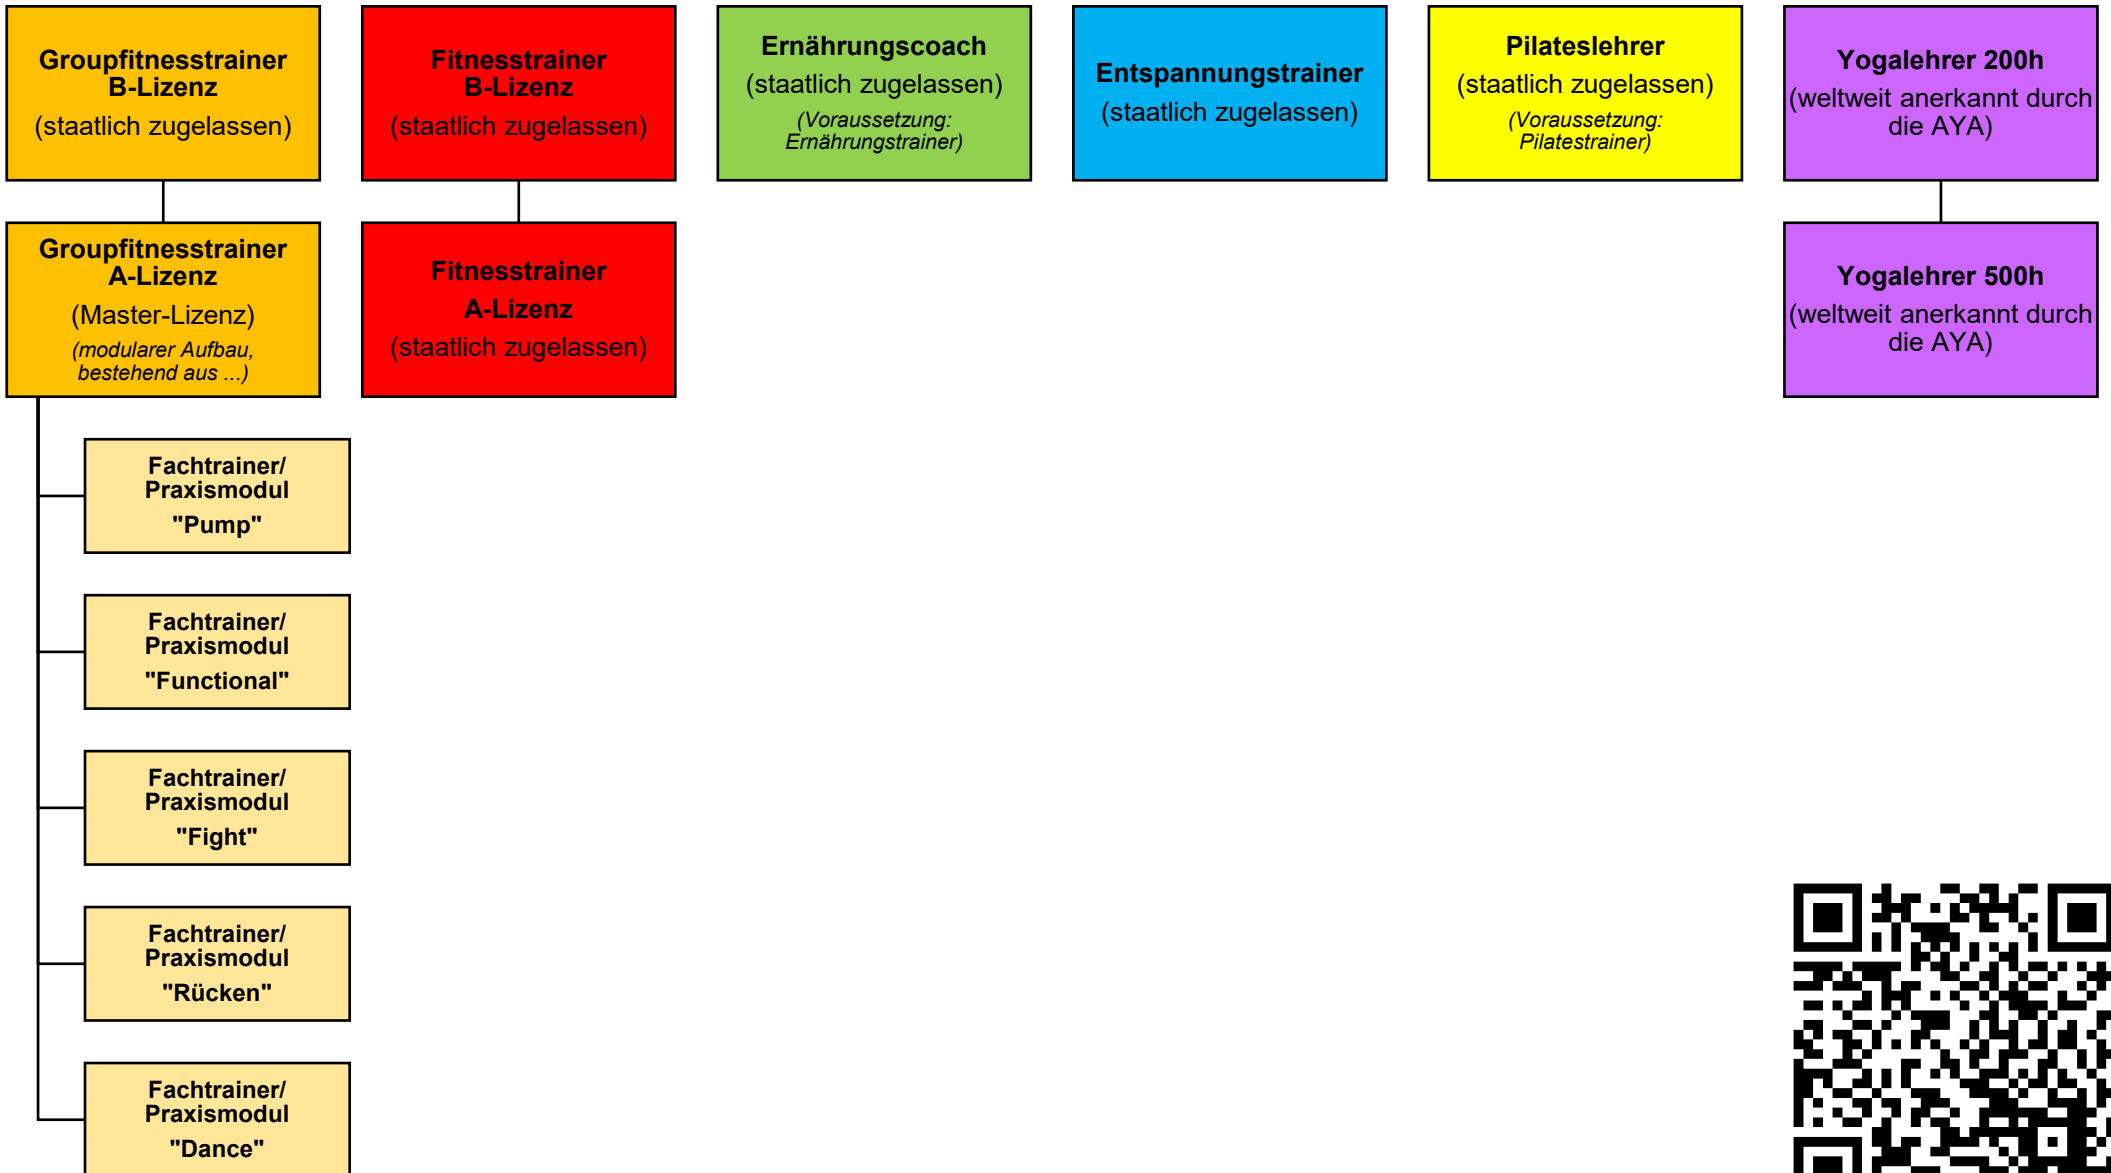 Groupfitnesstrainer
B-Lizenz
(staatlich zugelassen)
Fitnesstrainer
B-Lizenz
(staatlich zugelassen)
Ernährungscoach
(staatlich zugelassen)
(Voraussetzung:
Ernährungstrainer)
Entspannungstrainer
(staatlich zugelassen)
Pilateslehrer
(staatlich zugelassen)
(Voraussetzung:
Pilatestrainer)
Yogalehrer 200h
(weltweit anerkannt durch
die AYA)
Groupfitnesstrainer
A-Lizenz
(Master-Lizenz)
(modularer Aufbau,
bestehend aus ...)
Fitnesstrainer
A-Lizenz
(staatlich zugelassen)
Yogalehrer 500h
(weltweit anerkannt durch
die AYA)
Fachtrainer/
Praxismodul
"Pump"
Fachtrainer/
Praxismodul
"Functional"
Fachtrainer/
Praxismodul
"Fight"
Fachtrainer/
Praxismodul
"Rücken"
Fachtrainer/
Praxismodul
"Dance"